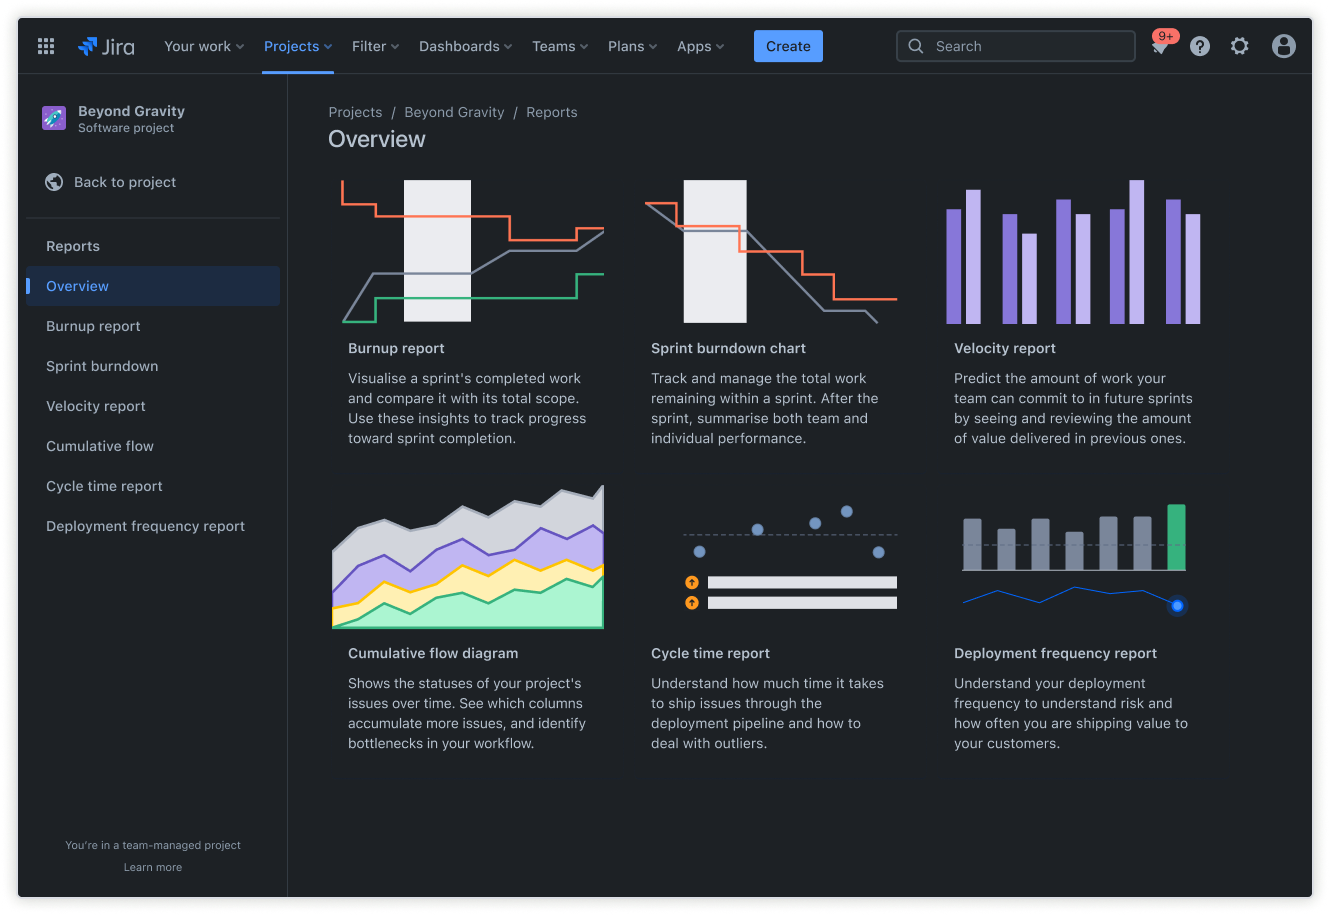 Jira
Your work
Projects
Filter
Dashboards
Teams
Plans
Apps
Create
Search
9+
Beyond Gravity
Software project
Back to project
Reports
Overview
Burnup report
Sprint burndown
Velocity report
Cumulative flow
Cycle time report
Deployment frequency report
You're in a team-managed project
Learn more
Projects / Beyond Gravity / Reports
Overview
Burnup report
Visualise a sprint's completed work
and compare it with its total scope.
Use these insights to track progress
toward sprint completion.
Sprint burndown chart
Track and manage the total work
remaining within a sprint. After the
sprint, summarise both team and
individual performance.
Velocity report
Predict the amount of work your
team can commit to in future sprints
by seeing and reviewing the amount
of value delivered in previous ones.
Cumulative flow diagram
Shows the statuses of your project's
issues over time. See which columns
accumulate more issues, and identify
bottlenecks in your workflow.
Cycle time report
Understand how much time it takes
to ship issues through the
deployment pipeline and how to
deal with outliers.
Deployment frequency report
Understand your deployment
frequency to understand risk and
how often you are shipping value to
your customers.